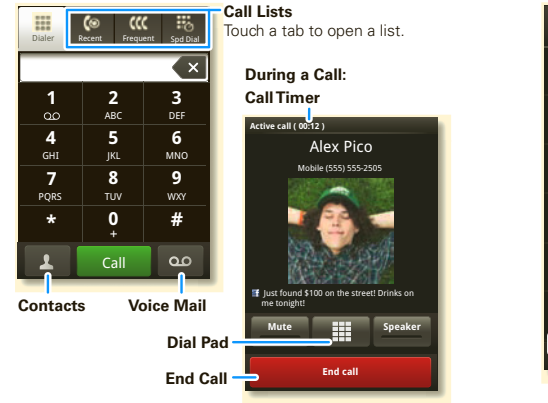 Call Lists
Touch a tab to open a list.
Dialer Recent Frequent Spd Dial
1 2 3
ABC DEF
4 5 6
GHI JKL MNO
7 8 9
PQRS TUV WXY
* 0 #
+
Call
Contacts Voice Mail
During a Call:
Call Timer
Active call ( 00:12 )
Alex Pico
Mobile (555) 555-2505
Just found $100 on the street! Drinks on
me tonight!
Mute Speaker
Dial Pad
End Call
End call